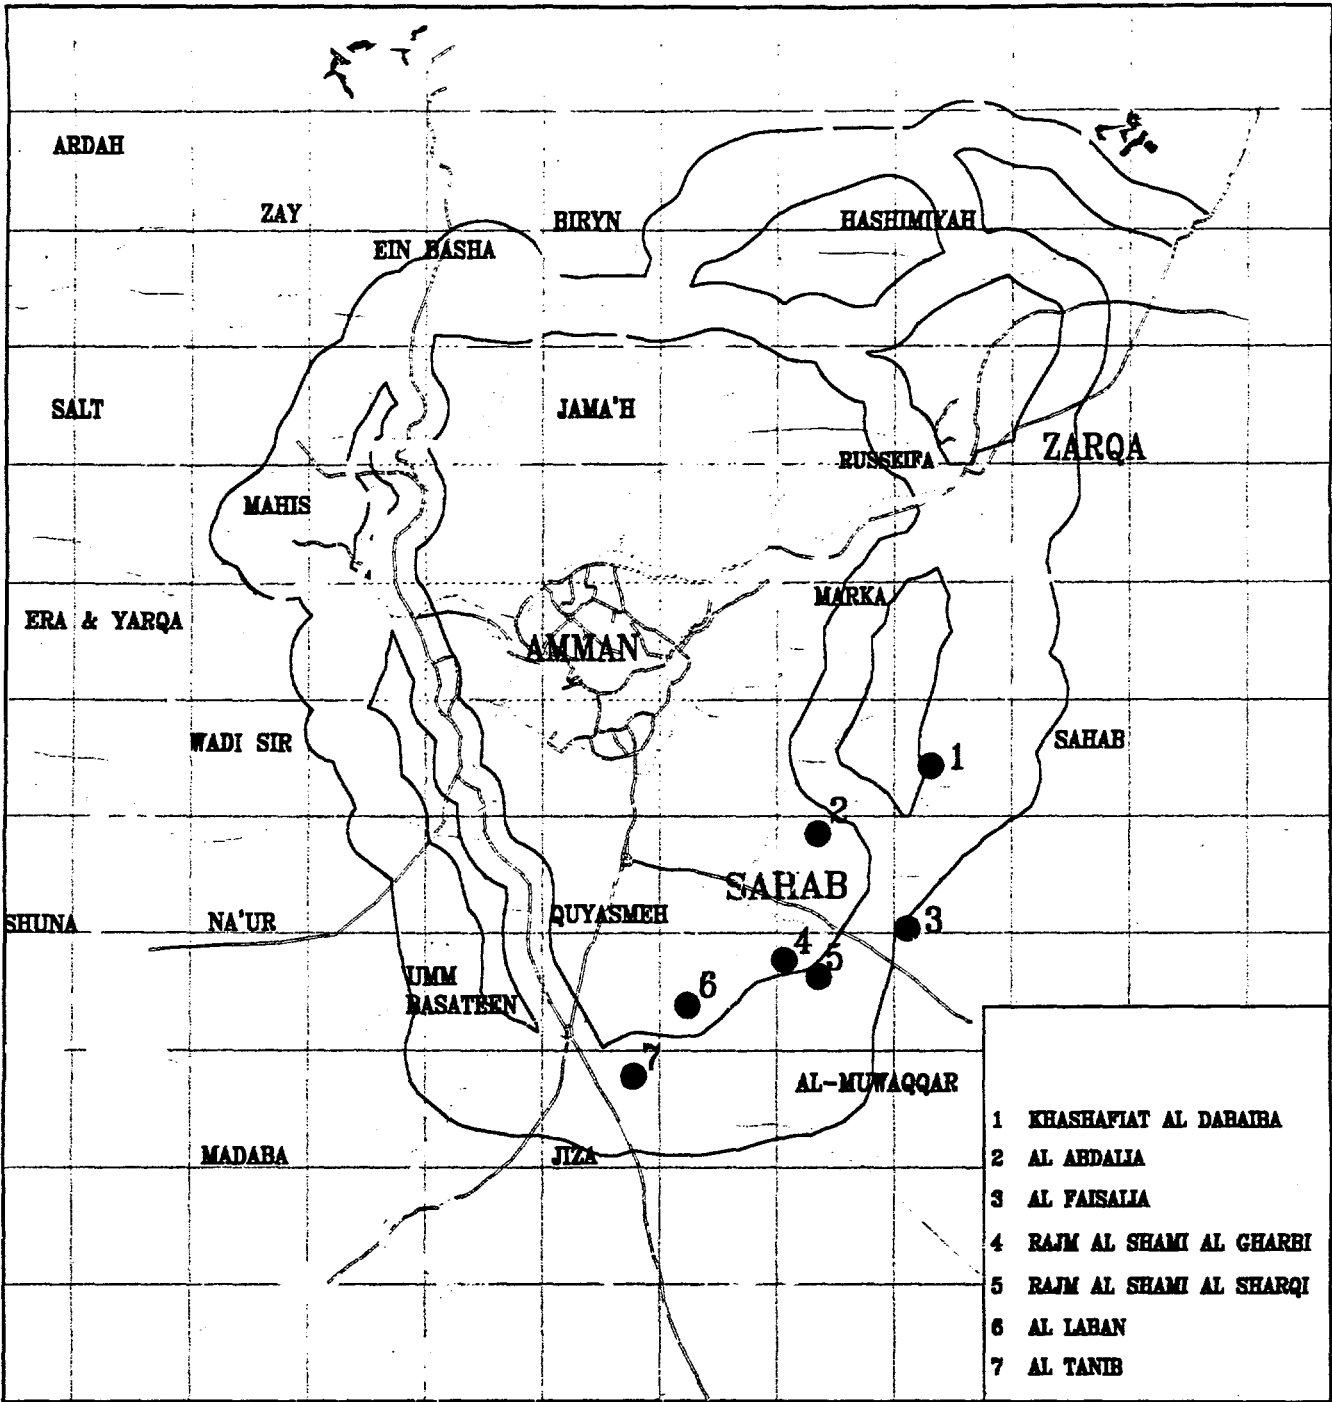 ARDAH
ZAY
BIRYN
HASHIMIYAH
EIN BASHA
SALT
JAMA'H
ZARQA
RUSSEIFA
MAHIS
MARKA
ERA & YARQA
AMMAN
WADI SIR
SAHAB
1
2
SAHAB
SHUNA
NA'UR
QUYASMEH
3
4
5
UMM
BASATEEN
6
7
AL-MUWAQQAR
MADABA
JIZA
1 KHASHAFIAT AL DABAIBA
2 AL ABDALIA
3 AL FAISALIA
4 RAJM AL SHAMI AL GHARBI
5 RAJM AL SHAMI AL SHARQI
6 AL LABAN
7 AL TANIB